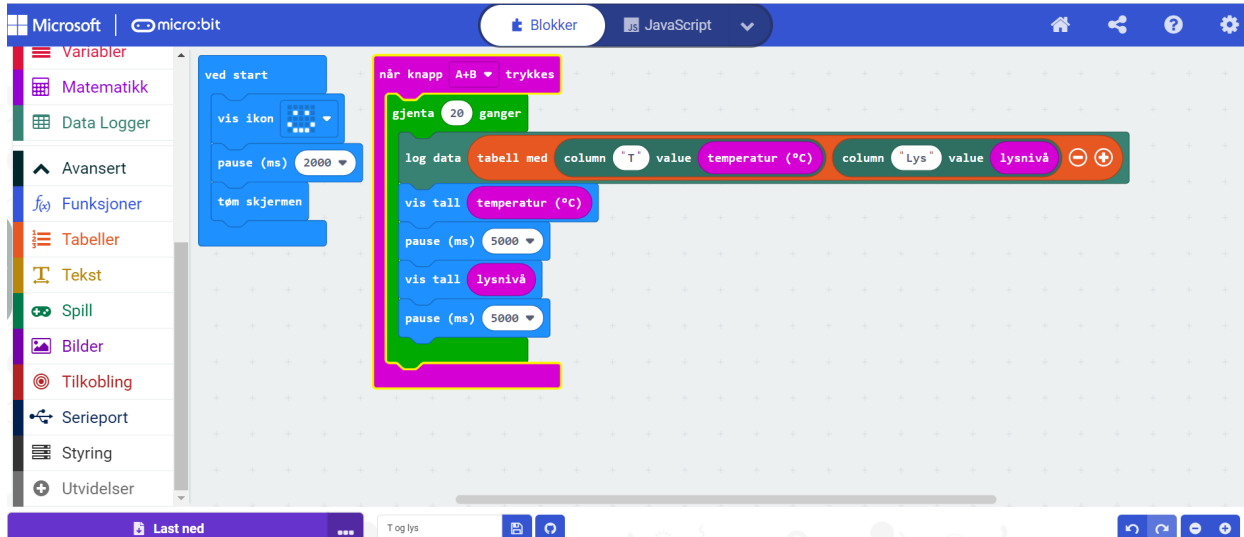 Microsoft | micro:bit
Blokker
JS JavaScript
Variabler
Matematikk
Data Logger
Avansert
f(x) Funksjoner
Tabeller
Tekst
Spill
Bilder
Tilkobling
Serieport
Styring
Utvidelser
ved start
vis ikon
pause (ms) 2000
tøm skjermen
når knapp A+B trykkes
gjenta 20 ganger
log data tabell med column "T" value temperatur (°C) column "Lys" value lysnivå
vis tall temperatur (°C)
pause (ms) 5000
vis tall lysnivå
pause (ms) 5000
Last ned ...
T og lys